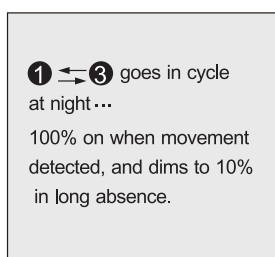 ❶ ⇆ ❸ goes in cycle
at night ···
100% on when movement
detected, and dims to 10%
in long absence.